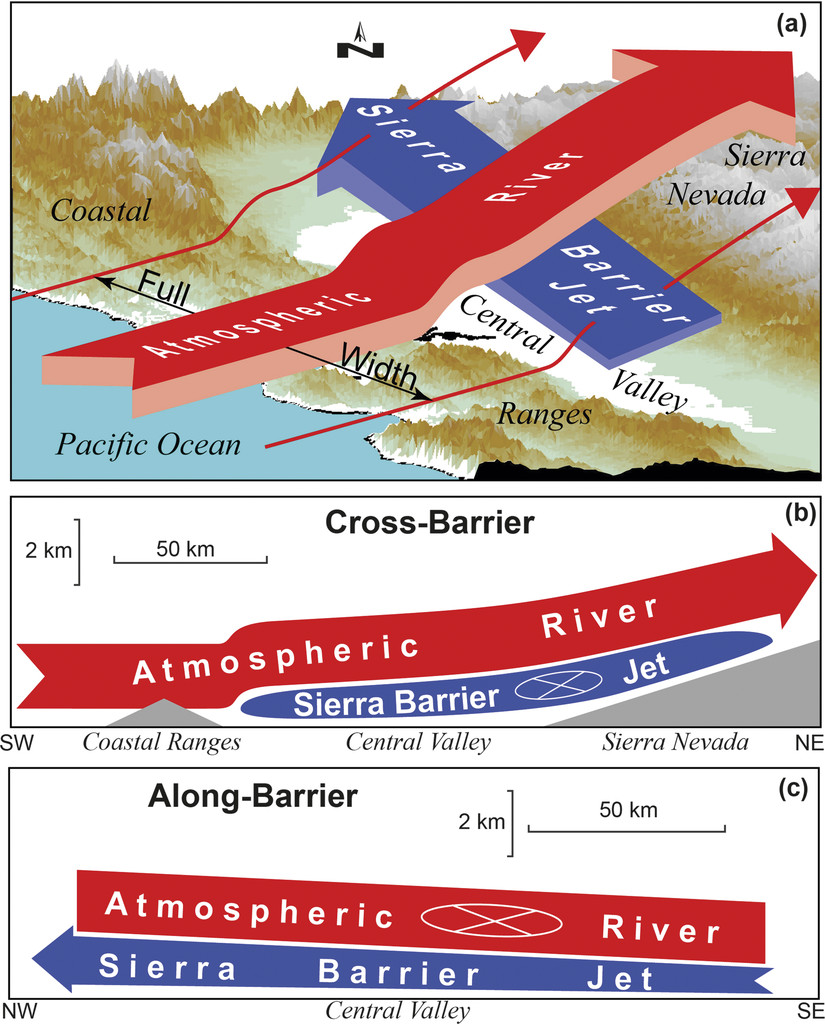 (a)
N
Sierra
River
Sierra
Nevada
Coastal
Full
Barrier
Jet
Atmospheric
Central
Width
Valley
Ranges
Pacific Ocean
(b)
Cross-Barrier
2 km
50 km
Atmospheric River
Sierra Barrier Jet
SW
Coastal Ranges
Central Valley
Sierra Nevada
NE
(c)
Along-Barrier
2 km
50 km
Atmospheric River
Sierra Barrier Jet
NW
Central Valley
SE